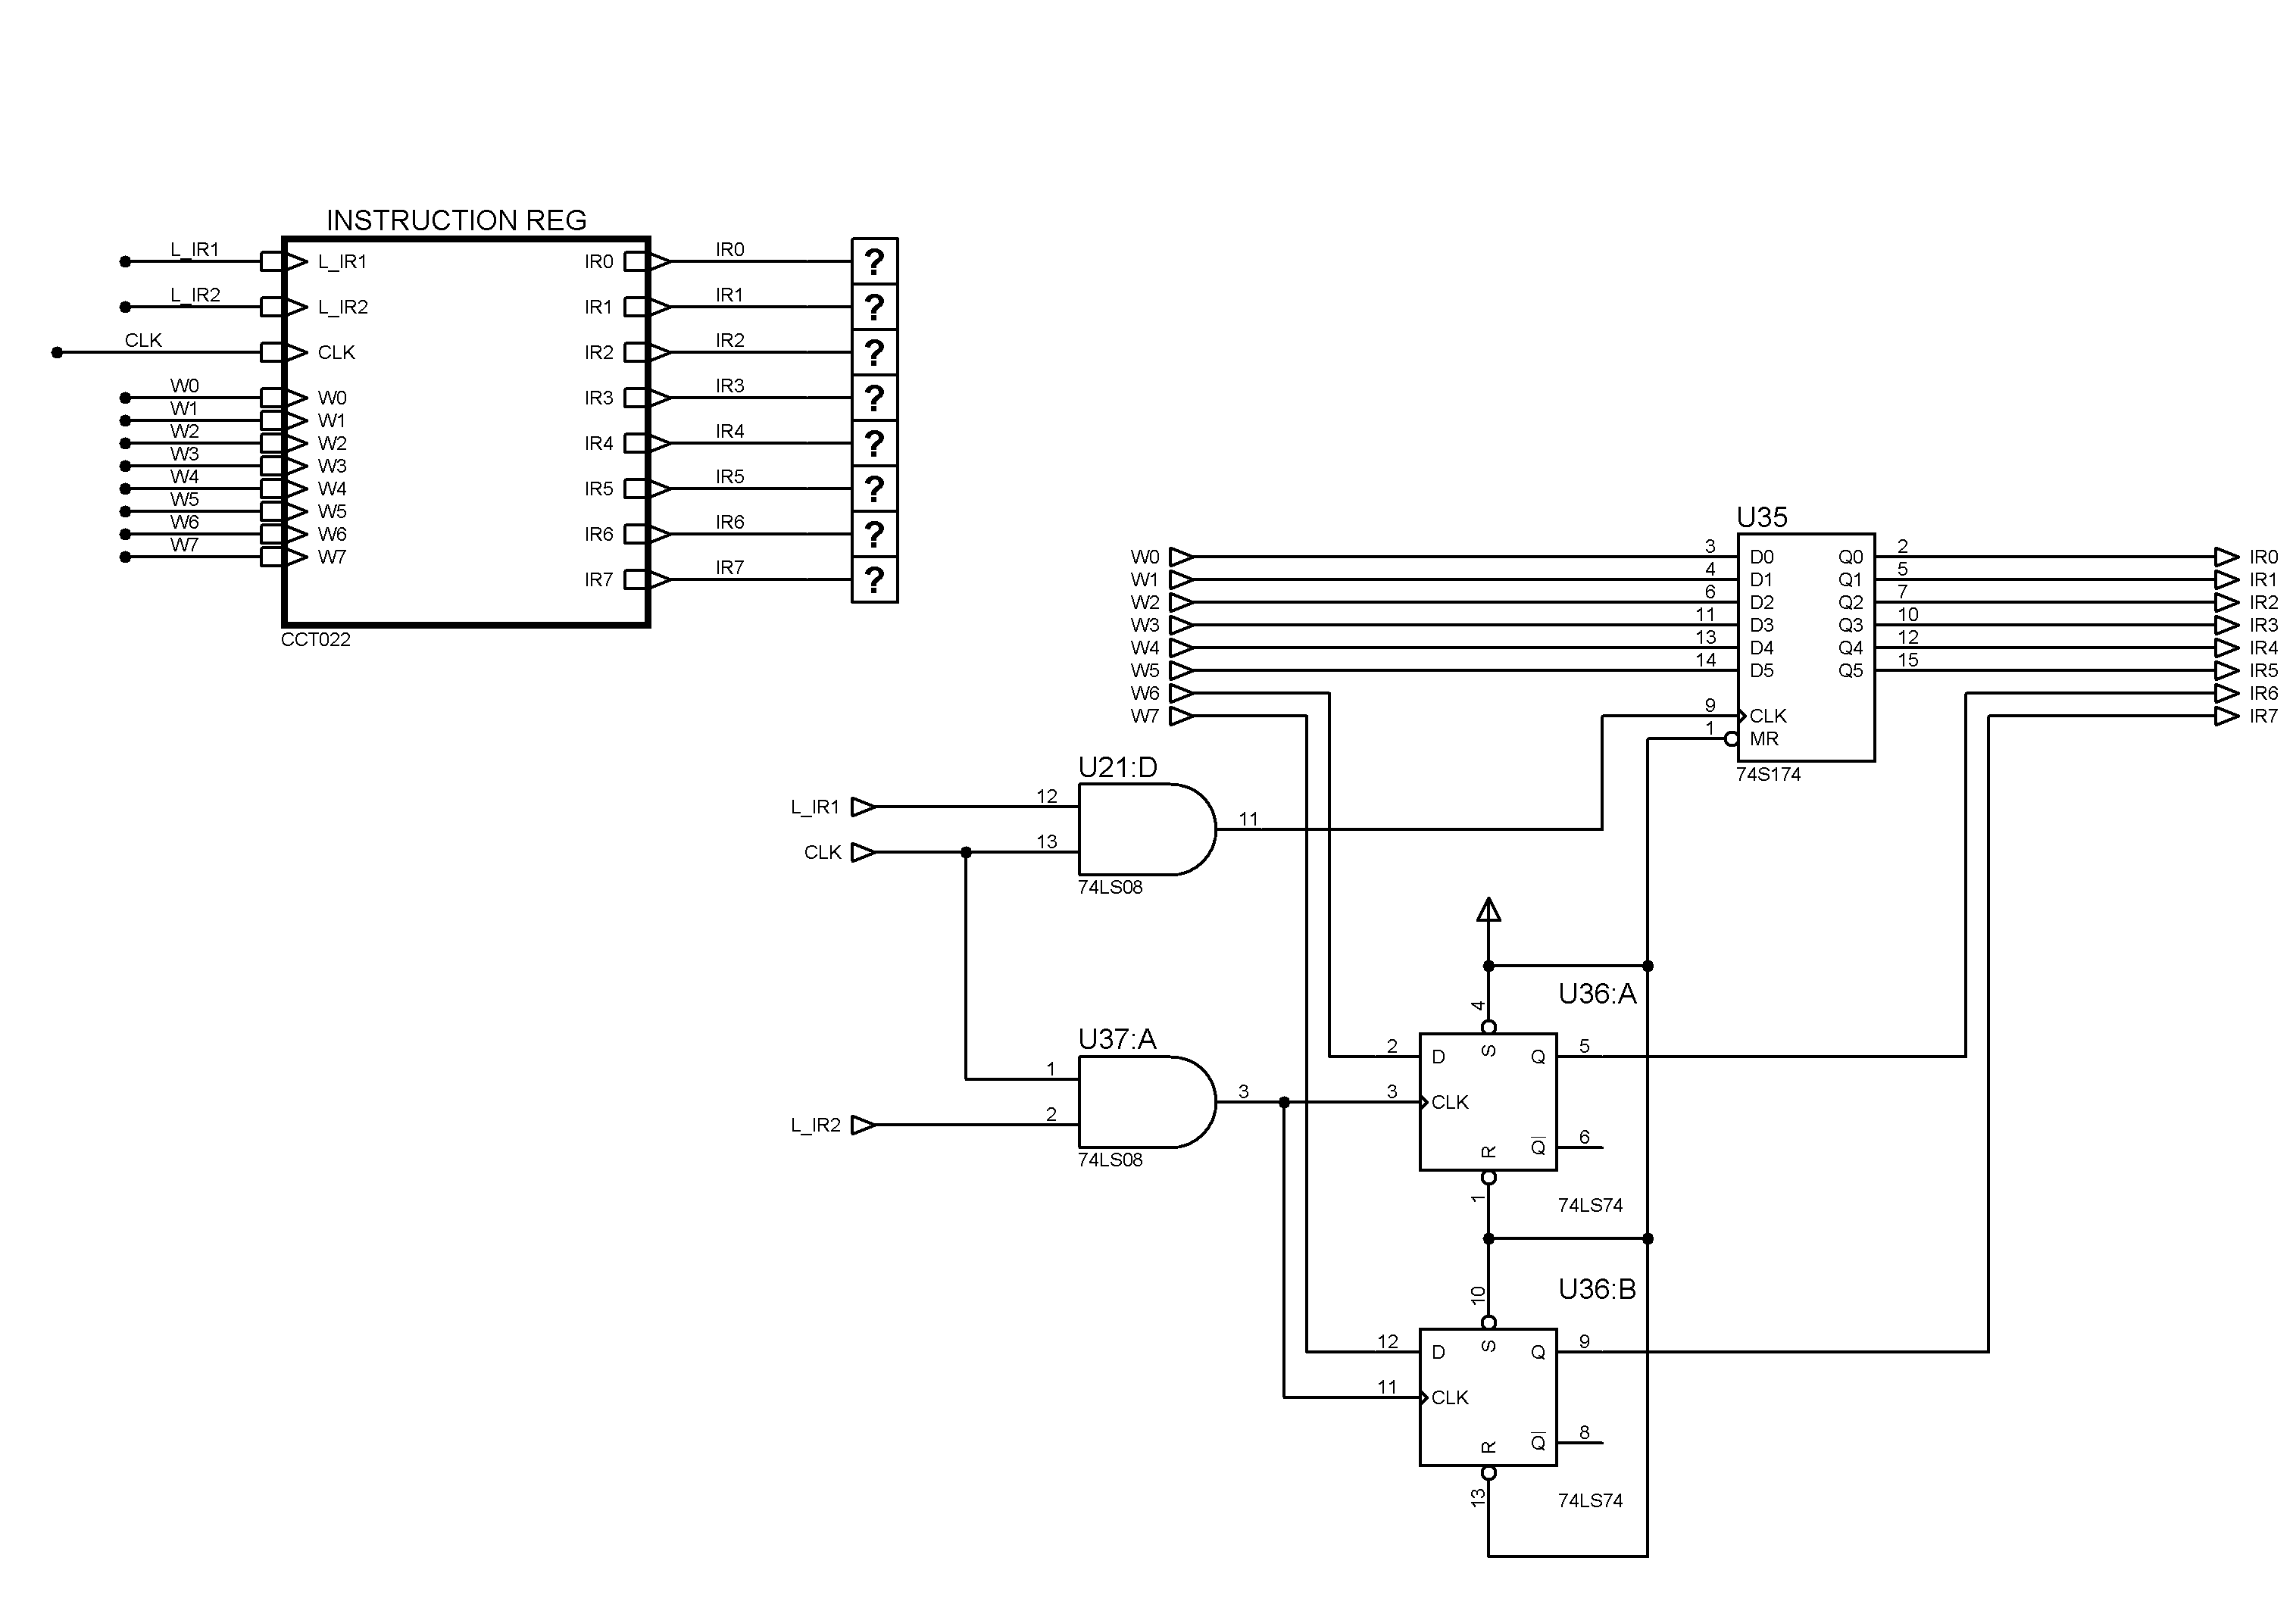 INSTRUCTION REG
L_IR1 L_IR1 IR0 IR0 ?
L_IR2 L_IR2 IR1 IR1 ?
CLK CLK IR2 IR2 ?
W0 W0 IR3 IR3 ?
W1 W1
W2 W2 IR4 IR4 ?
W3 W3
W4 W4 IR5 IR5 ?
W5 W5
W6 W6 IR6 IR6 ?
W7 W7
IR7 IR7 ?
CCT022
U35
W0 3 D0 Q0 2 IR0
W1 4 D1 Q1 5 IR1
W2 6 D2 Q2 7 IR2
W3 11 D3 Q3 10 IR3
W4 13 D4 Q4 12 IR4
W5 14 D5 Q5 15 IR5
W6 IR6
W7 9 CLK IR7
1 MR
74S174
U21:D
L_IR1 12
11
CLK 13
74LS08
U37:A
1
3
L_IR2 2
74LS08
U36:A
4
S
2 D Q 5
3 CLK
R Q 6
1
74LS74
U36:B
10
S
12 D Q 9
11 CLK
R Q 8
13
74LS74